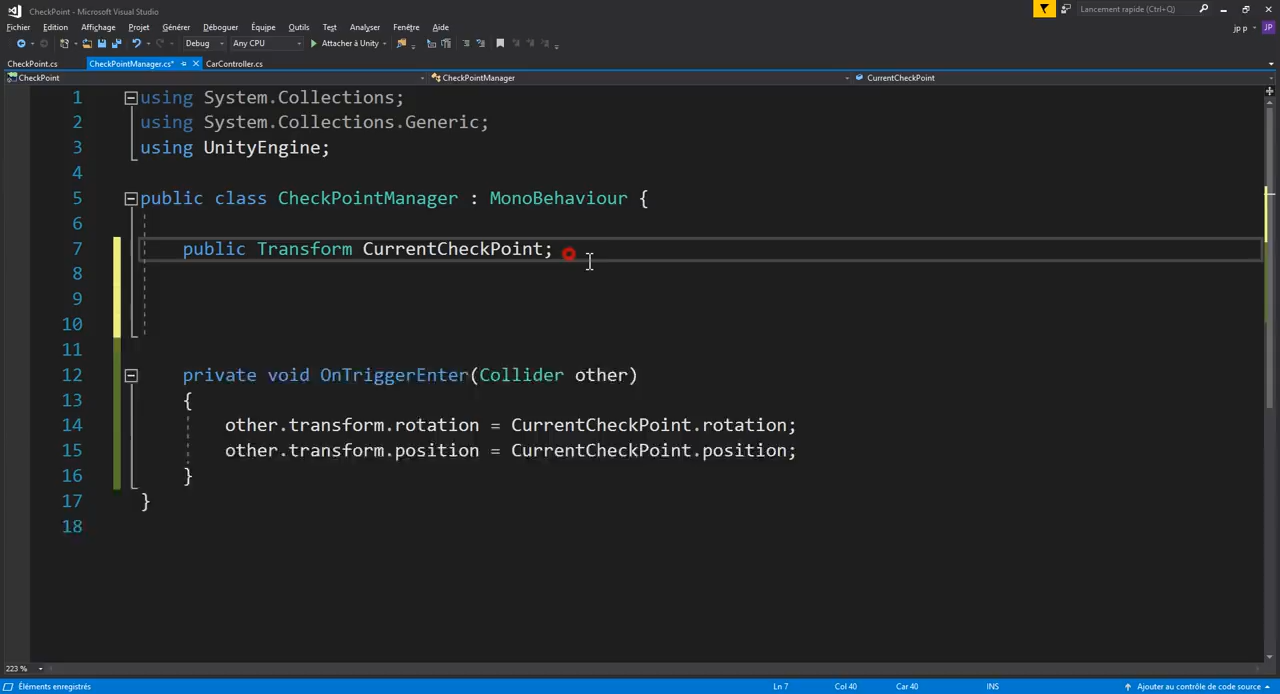 CheckPoint - Microsoft Visual Studio
Lancement rapide (Ctrl+Q)
Fichier Edition Affichage Projet Générer Déboguer Équipe Outils Test Analyser Fenêtre Aide
jp p JP
Debug Any CPU Attacher à Unity
CheckPoint.cs CheckPointManager.cs* CarController.cs
CheckPoint CheckPointManager CurrentCheckPoint
1 using System.Collections;
2 using System.Collections.Generic;
3 using UnityEngine;
4
5 public class CheckPointManager : MonoBehaviour {
6
7 public Transform CurrentCheckPoint;
8
9
10
11
12 private void OnTriggerEnter(Collider other)
13 {
14 other.transform.rotation = CurrentCheckPoint.rotation;
15 other.transform.position = CurrentCheckPoint.position;
16 }
17 }
18
223 %
Éléments enregistrés Ln 7 Col 40 Car 40 INS Ajouter au contrôle de code source